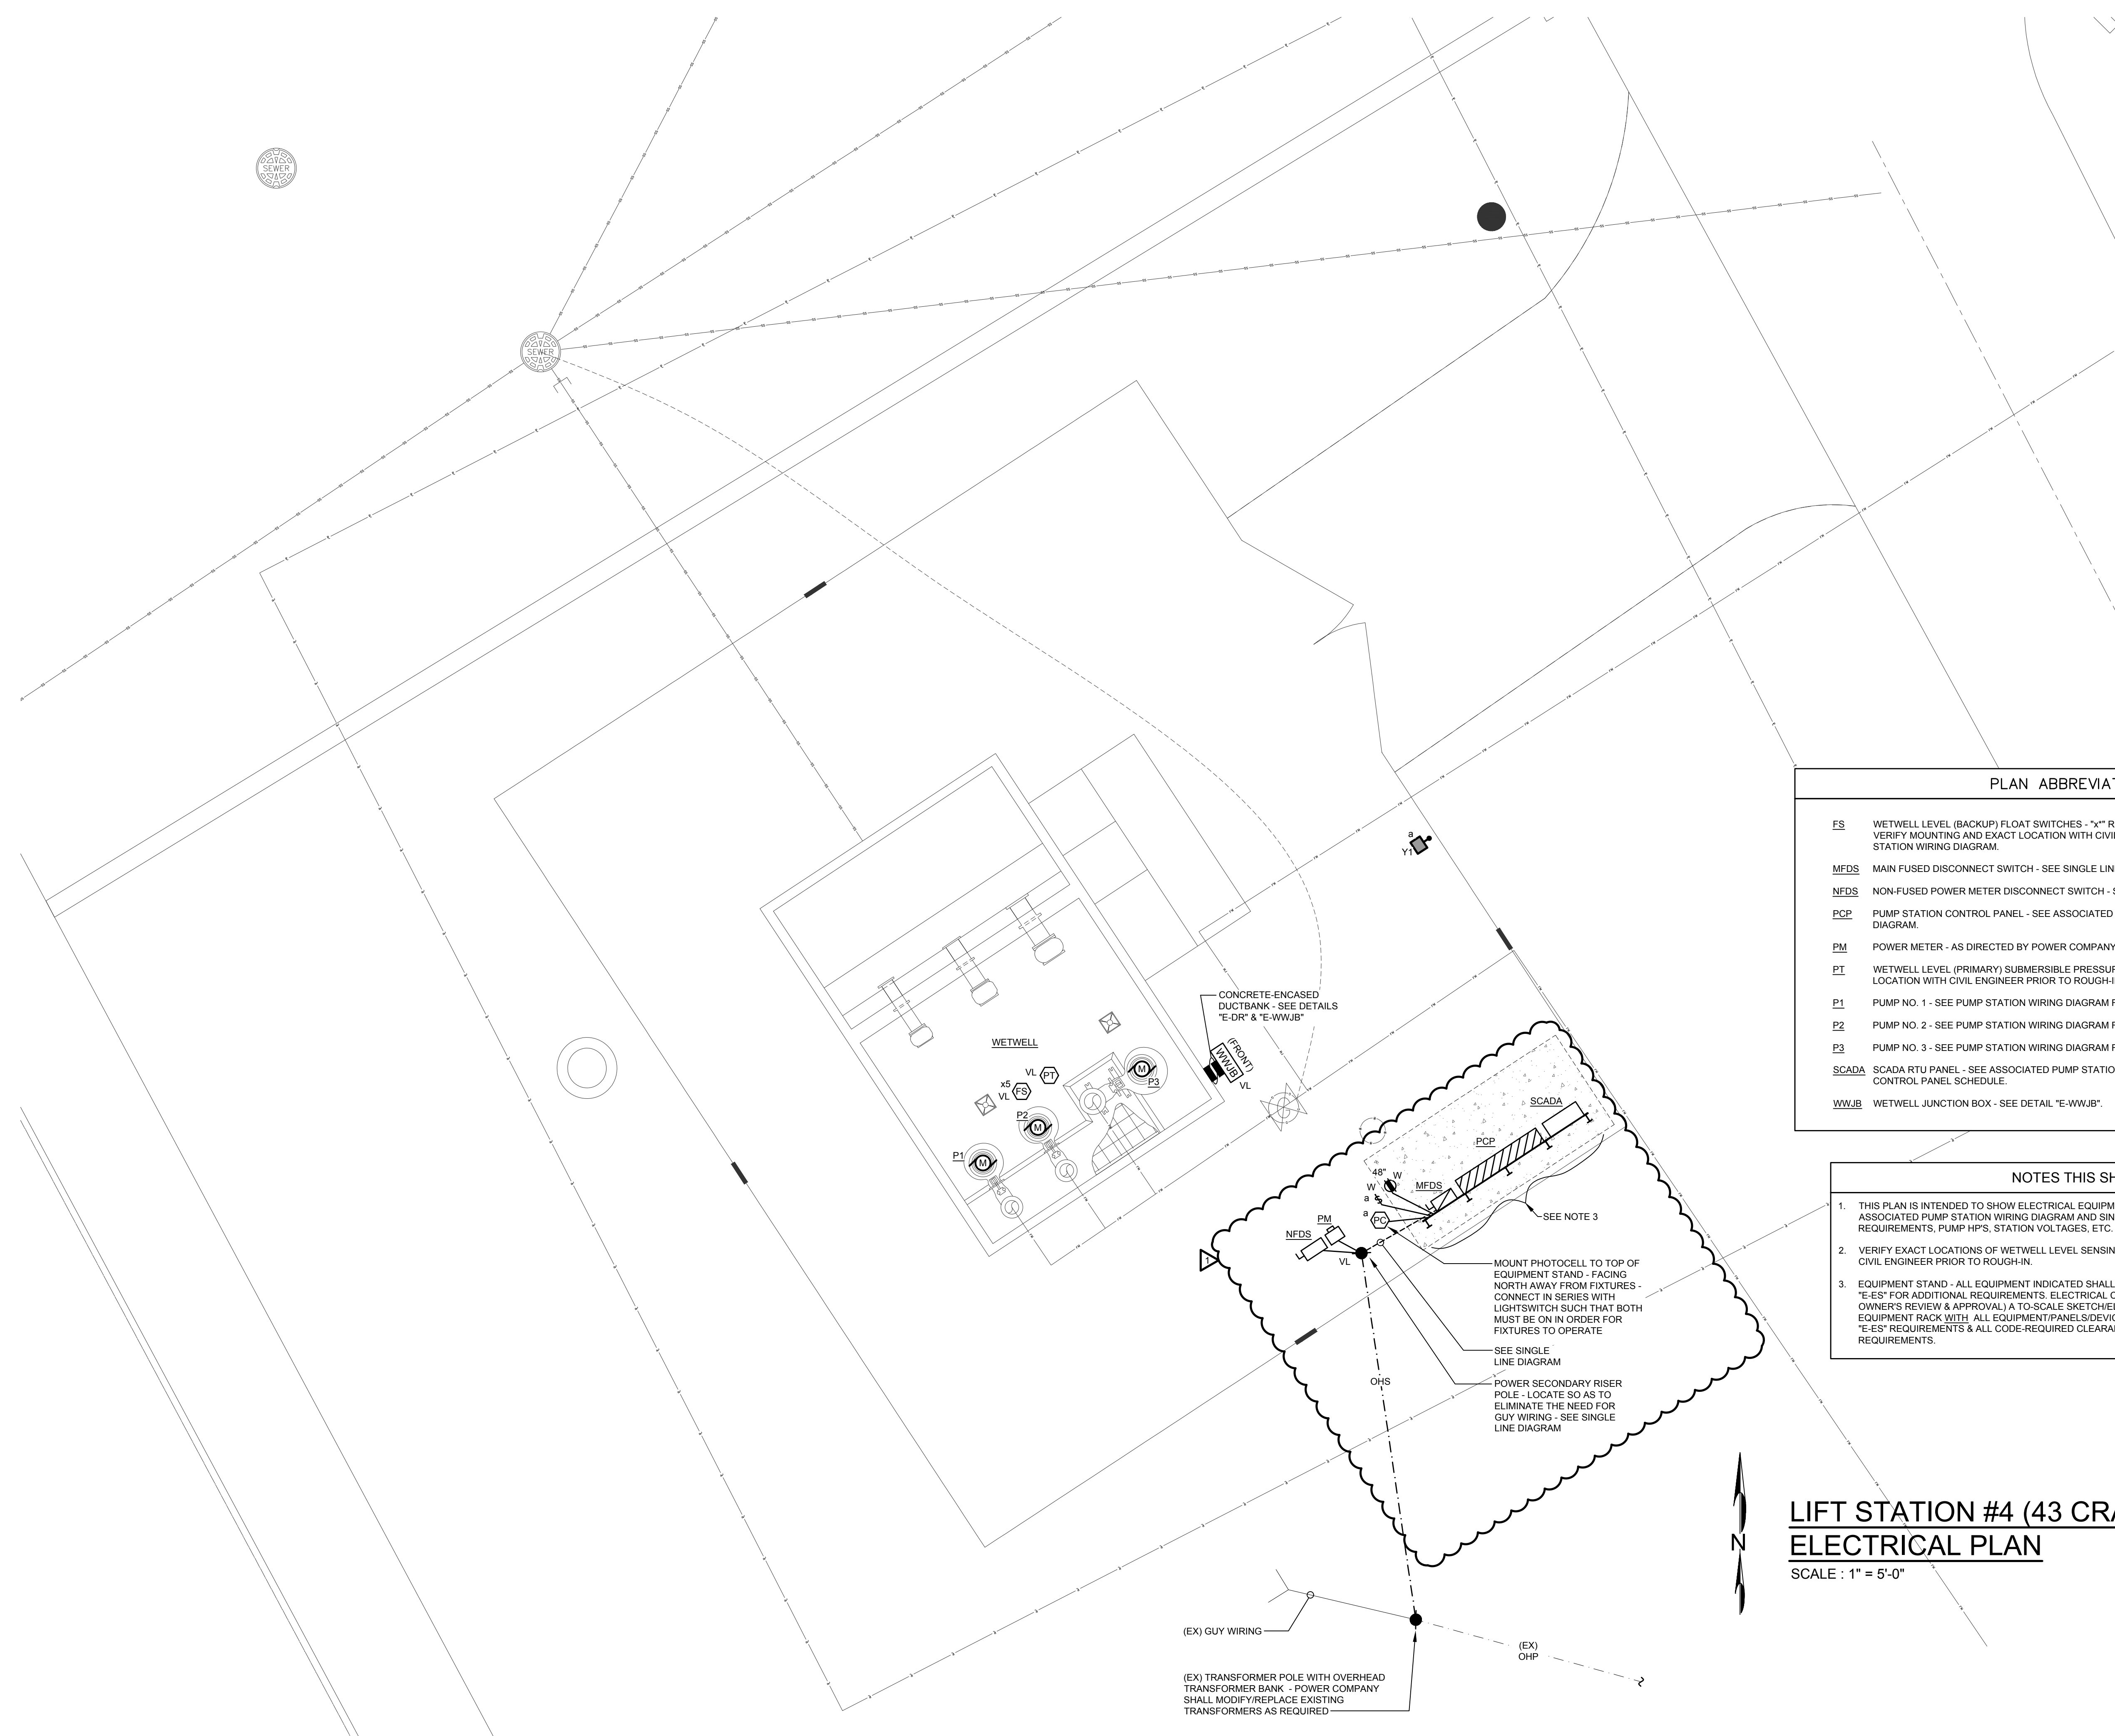 SEWER
SEWER
a
Y1
CONCRETE-ENCASED
DUCTBANK - SEE DETAILS
"E-DR" & "E-WWJB"
(FRONT)
WWJB
VL
WETWELL
VL
PT
x5
FS
VL
M
P3
P2
M
P1
M
SCADA
PCP
48"
W
W
MFDS
a
a
PC
PM
NFDS
VL
SEE NOTE 3
1
MOUNT PHOTOCELL TO TOP OF
EQUIPMENT STAND - FACING
NORTH AWAY FROM FIXTURES -
CONNECT IN SERIES WITH
LIGHTSWITCH SUCH THAT BOTH
MUST BE ON IN ORDER FOR
FIXTURES TO OPERATE
SEE SINGLE
LINE DIAGRAM
OHS
POWER SECONDARY RISER
POLE - LOCATE SO AS TO
ELIMINATE THE NEED FOR
GUY WIRING - SEE SINGLE
LINE DIAGRAM
(EX) GUY WIRING
(EX)
OHP
(EX) TRANSFORMER POLE WITH OVERHEAD
TRANSFORMER BANK - POWER COMPANY
SHALL MODIFY/REPLACE EXISTING
TRANSFORMERS AS REQUIRED
PLAN ABBREVIAT
FS WETWELL LEVEL (BACKUP) FLOAT SWITCHES - "x*" R
VERIFY MOUNTING AND EXACT LOCATION WITH CIVI
STATION WIRING DIAGRAM.
MFDS MAIN FUSED DISCONNECT SWITCH - SEE SINGLE LIN
NFDS NON-FUSED POWER METER DISCONNECT SWITCH - S
PCP PUMP STATION CONTROL PANEL - SEE ASSOCIATED
DIAGRAM.
PM POWER METER - AS DIRECTED BY POWER COMPANY
PT WETWELL LEVEL (PRIMARY) SUBMERSIBLE PRESSUR
LOCATION WITH CIVIL ENGINEER PRIOR TO ROUGH-I
P1 PUMP NO. 1 - SEE PUMP STATION WIRING DIAGRAM F
P2 PUMP NO. 2 - SEE PUMP STATION WIRING DIAGRAM F
P3 PUMP NO. 3 - SEE PUMP STATION WIRING DIAGRAM F
SCADA SCADA RTU PANEL - SEE ASSOCIATED PUMP STATIO
CONTROL PANEL SCHEDULE.
WWJB WETWELL JUNCTION BOX - SEE DETAIL "E-WWJB".
NOTES THIS SH
1. THIS PLAN IS INTENDED TO SHOW ELECTRICAL EQUIPM
ASSOCIATED PUMP STATION WIRING DIAGRAM AND SIN
REQUIREMENTS, PUMP HP'S, STATION VOLTAGES, ETC.
2. VERIFY EXACT LOCATIONS OF WETWELL LEVEL SENSIN
CIVIL ENGINEER PRIOR TO ROUGH-IN.
3. EQUIPMENT STAND - ALL EQUIPMENT INDICATED SHALL
"E-ES" FOR ADDITIONAL REQUIREMENTS. ELECTRICAL C
OWNER'S REVIEW & APPROVAL) A TO-SCALE SKETCH/EL
EQUIPMENT RACK WITH ALL EQUIPMENT/PANELS/DEVIC
"E-ES" REQUIREMENTS & ALL CODE-REQUIRED CLEARA
REQUIREMENTS.
N
LIFT STATION #4 (43 CRA
ELECTRICAL PLAN
SCALE : 1" = 5'-0"